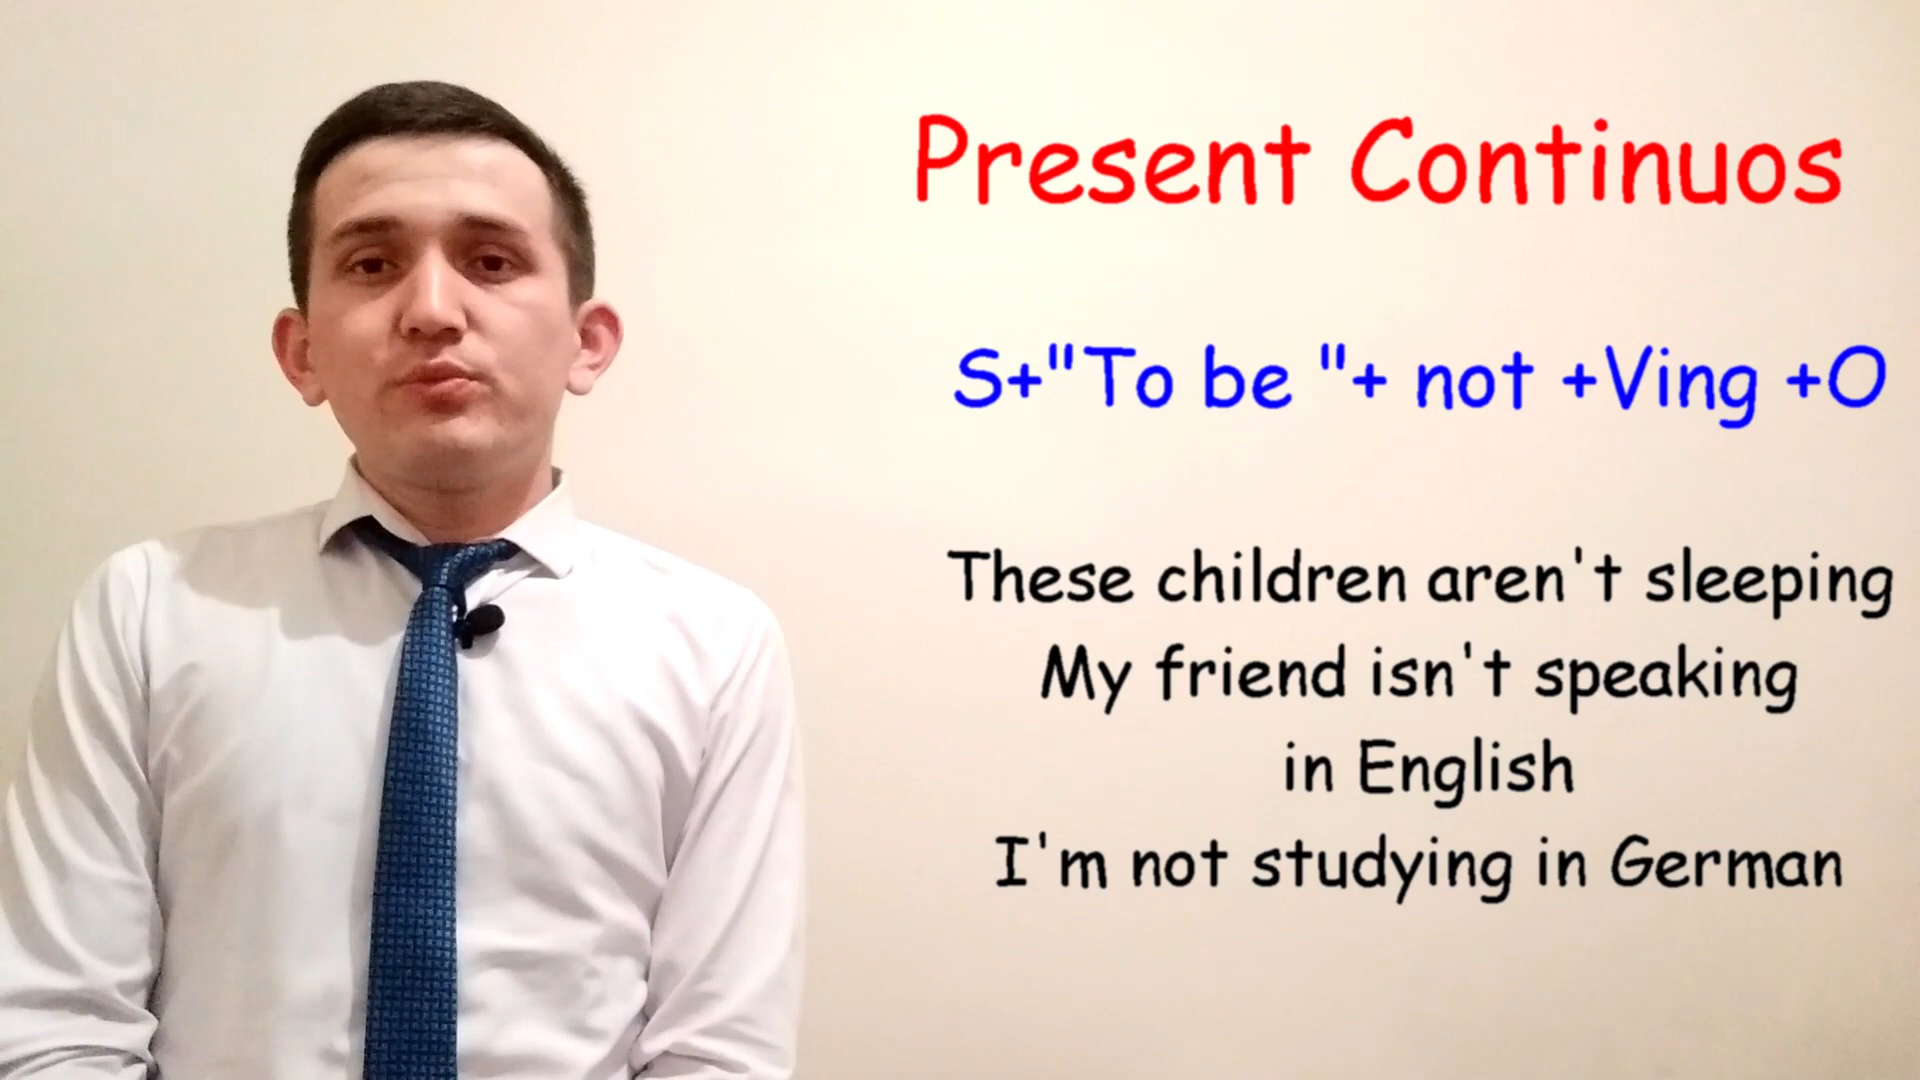 Present Continuos
S+"To be "+ not +Ving +O
These children aren't sleeping
My friend isn't speaking
in English
I'm not studying in German